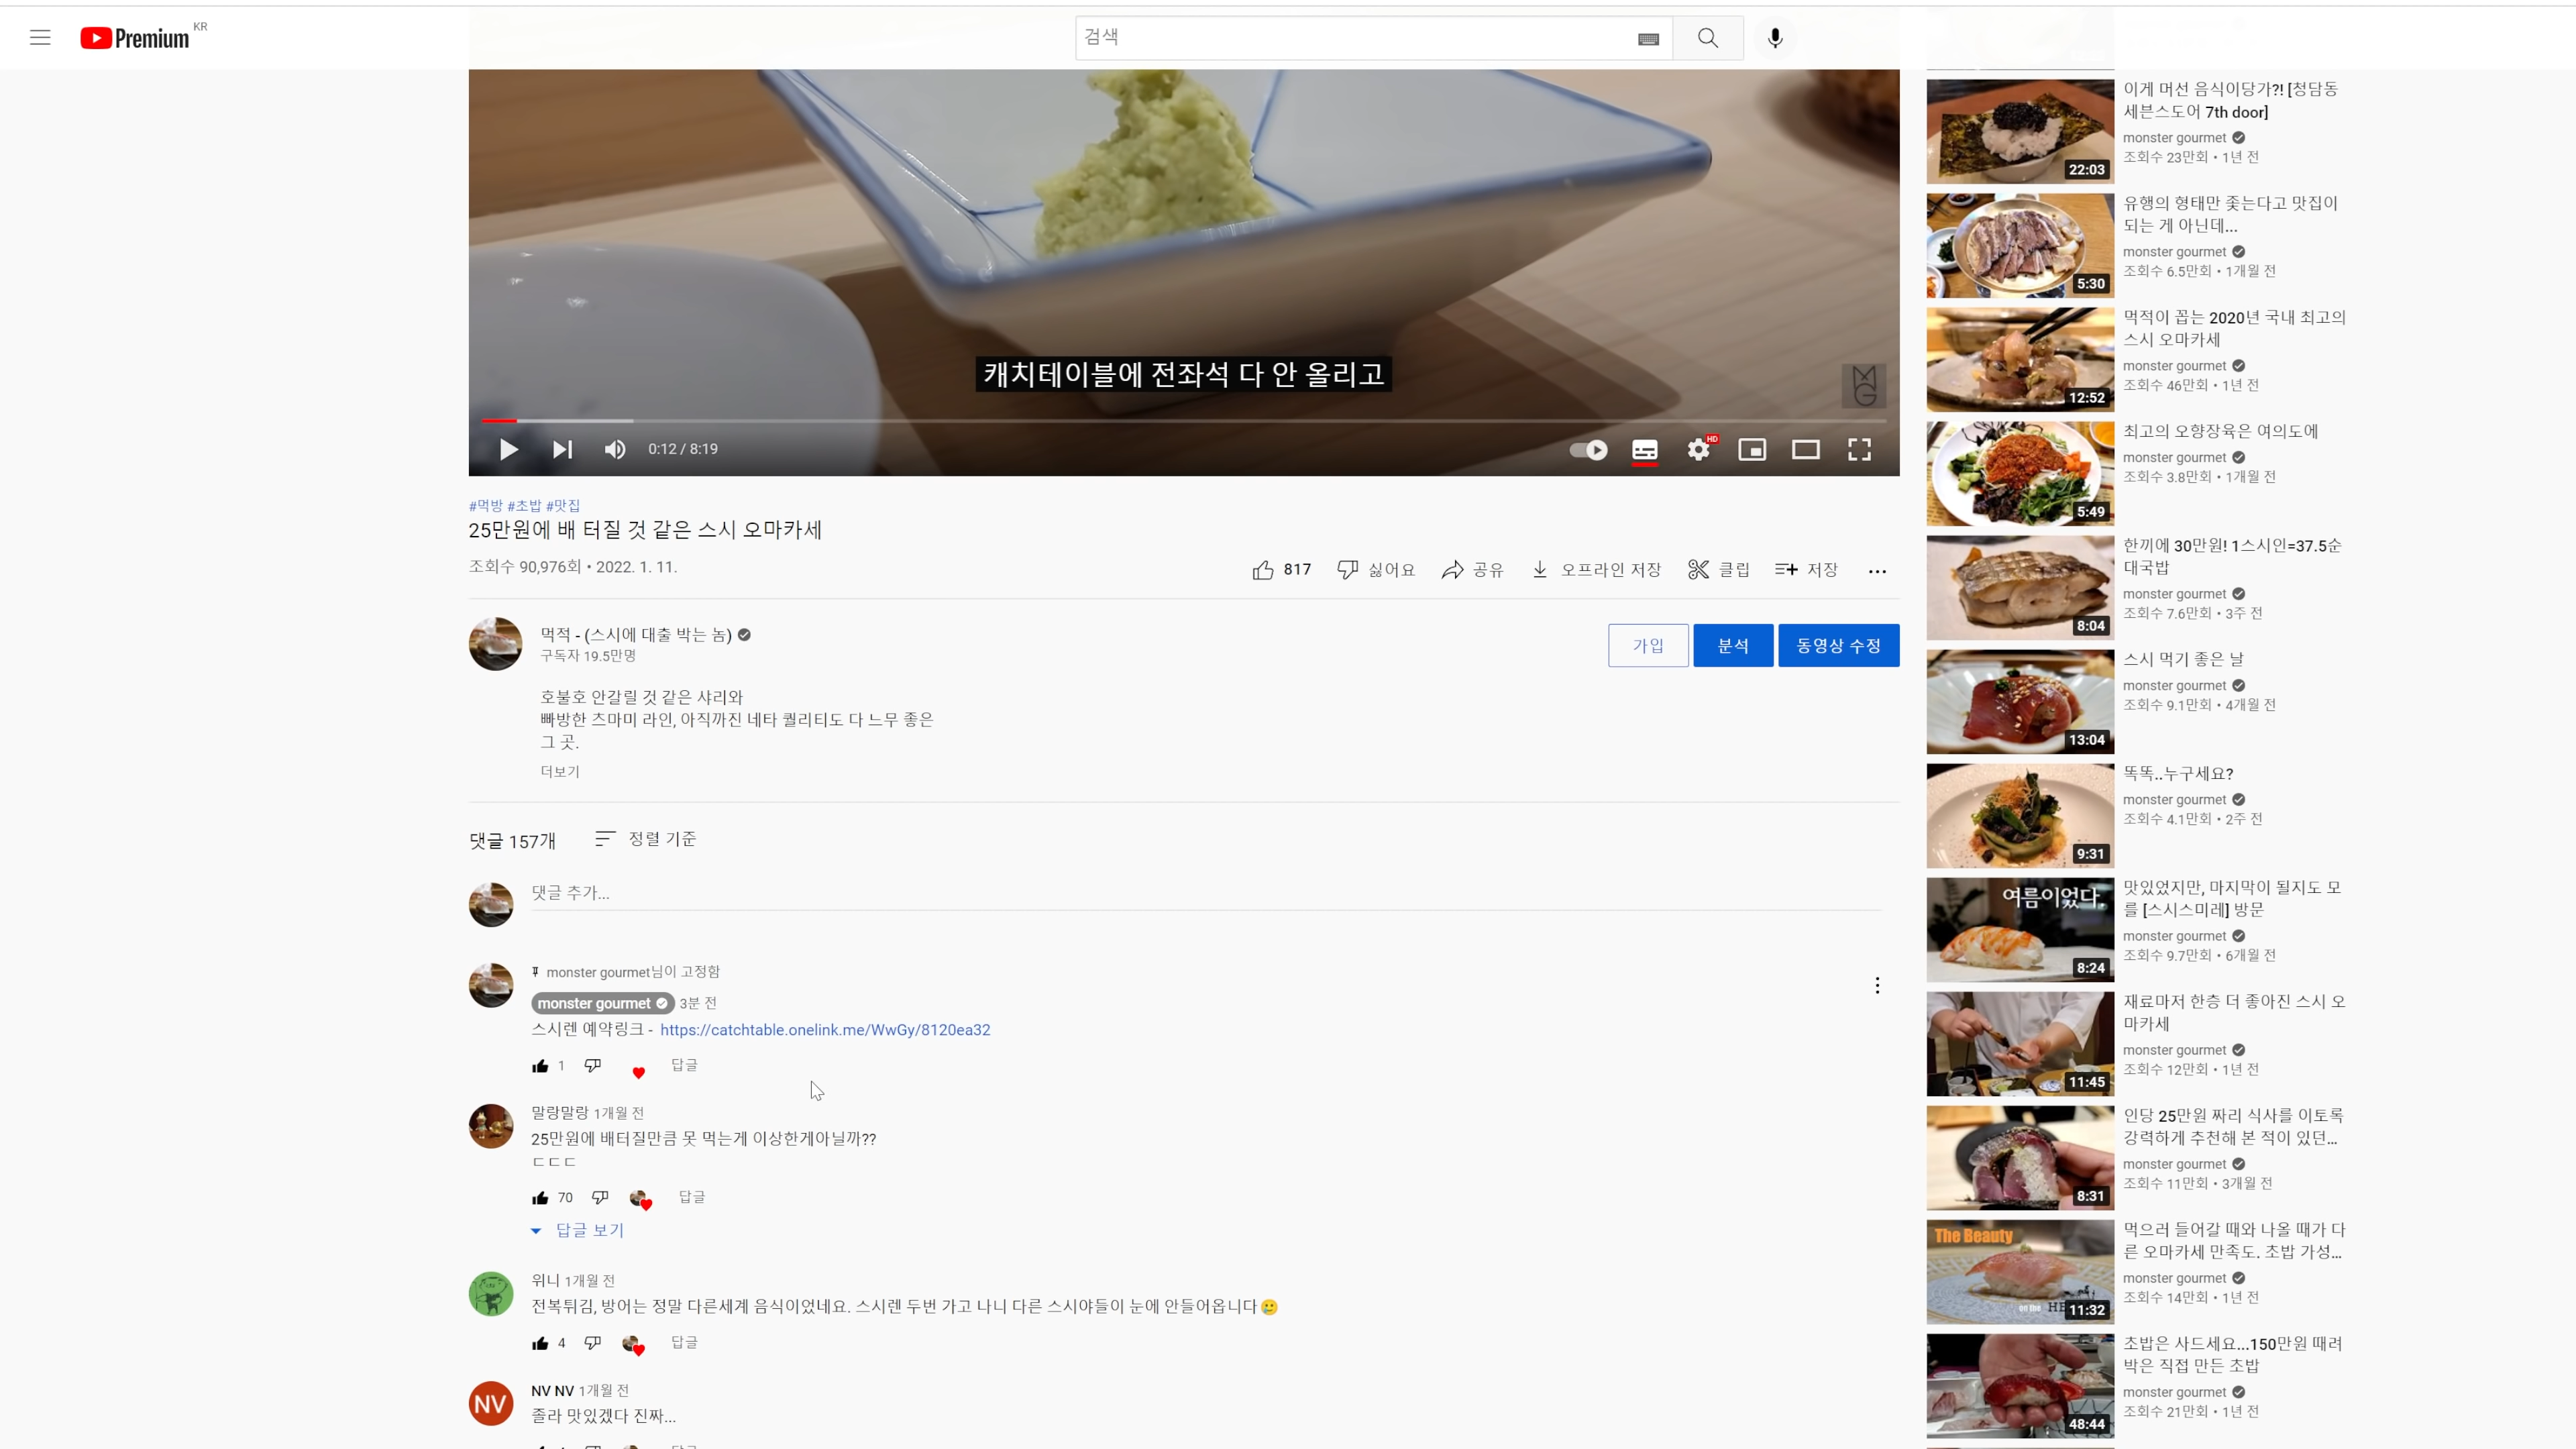 Premium KR
검색
캐치테이블에 전좌석 다 안 올리고
MG
0:12 / 8:19
HD
#먹방 #초밥 #맛집
25만원에 배 터질 것 같은 스시 오마카세
조회수 90,976회 • 2022. 1. 11.
817 싫어요 공유 오프라인 저장 클립 저장
먹적 - (스시에 대출 박는 놈)
구독자 19.5만명
가입 분석 동영상 수정
호불호 안갈릴 것 같은 샤리와
빠방한 츠마미 라인, 아직까진 네타 퀄리티도 다 느무 좋은
그 곳.
더보기
댓글 157개 정렬 기준
댓글 추가...
monster gourmet님이 고정함
monster gourmet 3분 전
스시렌 예약링크 - https://catchtable.onelink.me/WwGy/8120ea32
1 답글
말랑말랑 1개월 전
25만원에 배터질만큼 못 먹는게 이상한게아닐까??
ㄷㄷㄷ
70 답글
답글 보기
위니 1개월 전
전복튀김, 방어는 정말 다른세계 음식이었네요. 스시렌 두번 가고 나니 다른 스시야들이 눈에 안들어옵니다🥲
4 답글
NV
NV NV 1개월 전
졸라 맛있겠다 진짜...
이게 머선 음식이당가?! [청담동
세븐스도어 7th door]
monster gourmet
조회수 23만회 • 1년 전
22:03
유행의 형태만 좇는다고 맛집이
되는 게 아닌데...
monster gourmet
조회수 6.5만회 • 1개월 전
5:30
먹적이 꼽는 2020년 국내 최고의
스시 오마카세
monster gourmet
조회수 46만회 • 1년 전
12:52
최고의 오향장육은 여의도에
monster gourmet
조회수 3.8만회 • 1개월 전
5:49
한끼에 30만원! 1스시인=37.5순
대국밥
monster gourmet
조회수 7.6만회 • 3주 전
8:04
스시 먹기 좋은 날
monster gourmet
조회수 9.1만회 • 4개월 전
13:04
똑똑..누구세요?
monster gourmet
조회수 4.1만회 • 2주 전
9:31
여름이었다.
맛있었지만, 마지막이 될지도 모
를 [스시스미레] 방문
monster gourmet
조회수 9.7만회 • 6개월 전
8:24
재료마저 한층 더 좋아진 스시 오
마카세
monster gourmet
조회수 12만회 • 1년 전
11:45
인당 25만원 짜리 식사를 이토록
강력하게 추천해 본 적이 있던...
monster gourmet
조회수 11만회 • 3개월 전
8:31
The Beauty
on the HE
먹으러 들어갈 때와 나올 때가 다
른 오마카세 만족도. 초밥 가성...
monster gourmet
조회수 14만회 • 1년 전
11:32
초밥은 사드세요...150만원 때려
박은 직접 만든 초밥
monster gourmet
조회수 21만회 • 1년 전
48:44